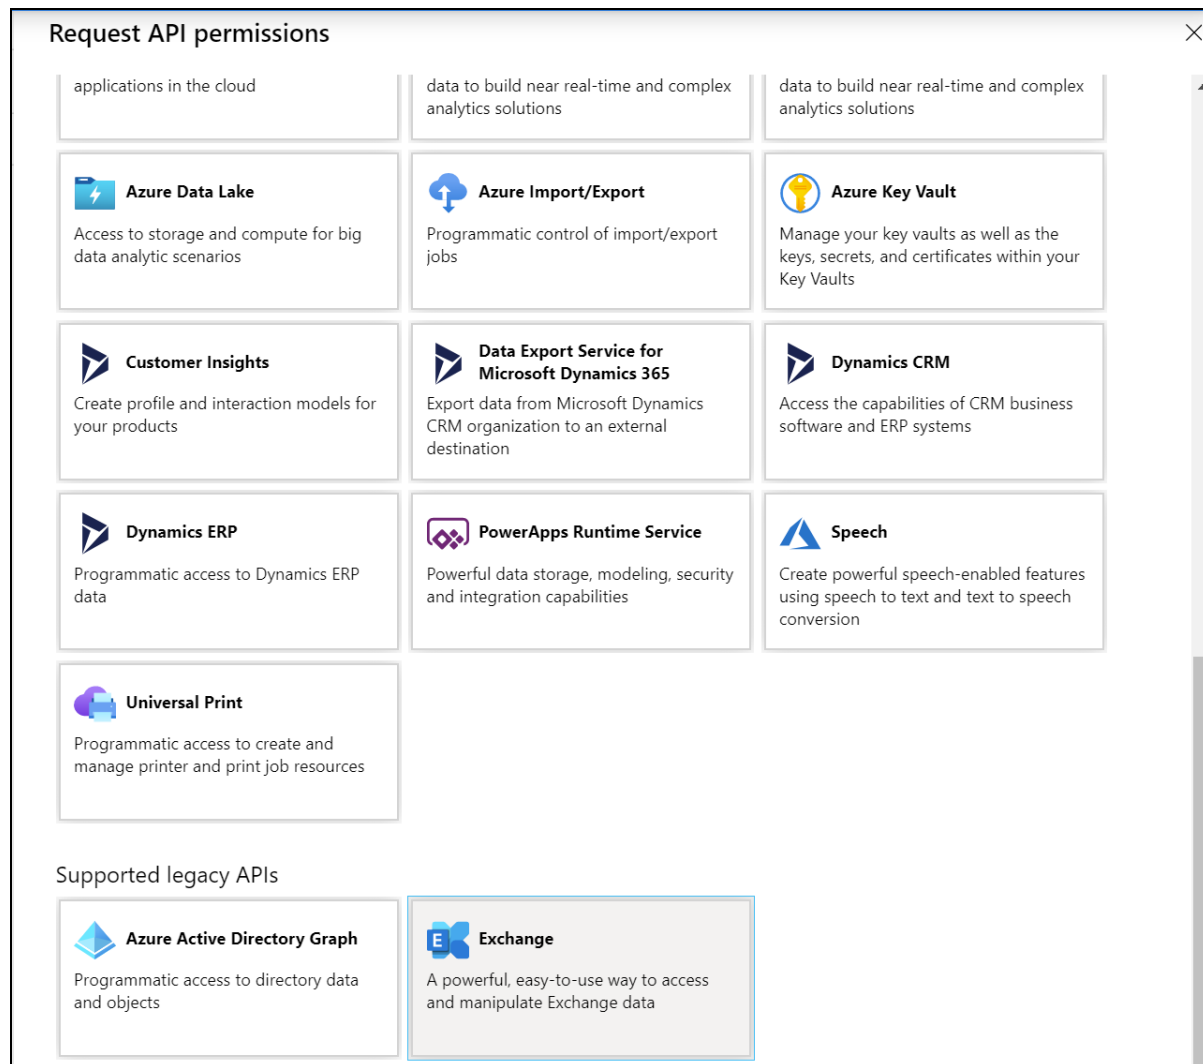 Request API permissions
applications in the cloud
data to build near real-time and complex
analytics solutions
data to build near real-time and complex
analytics solutions
Azure Data Lake
Access to storage and compute for big
data analytic scenarios
Azure Import/Export
Programmatic control of import/export
jobs
Azure Key Vault
Manage your key vaults as well as the
keys, secrets, and certificates within your
Key Vaults
Customer Insights
Create profile and interaction models for
your products
Data Export Service for
Microsoft Dynamics 365
Export data from Microsoft Dynamics
CRM organization to an external
destination
Dynamics CRM
Access the capabilities of CRM business
software and ERP systems
Dynamics ERP
Programmatic access to Dynamics ERP
data
PowerApps Runtime Service
Powerful data storage, modeling, security
and integration capabilities
Speech
Create powerful speech-enabled features
using speech to text and text to speech
conversion
Universal Print
Programmatic access to create and
manage printer and print job resources
Supported legacy APIs
Azure Active Directory Graph
Programmatic access to directory data
and objects
E
Exchange
A powerful, easy-to-use way to access
and manipulate Exchange data